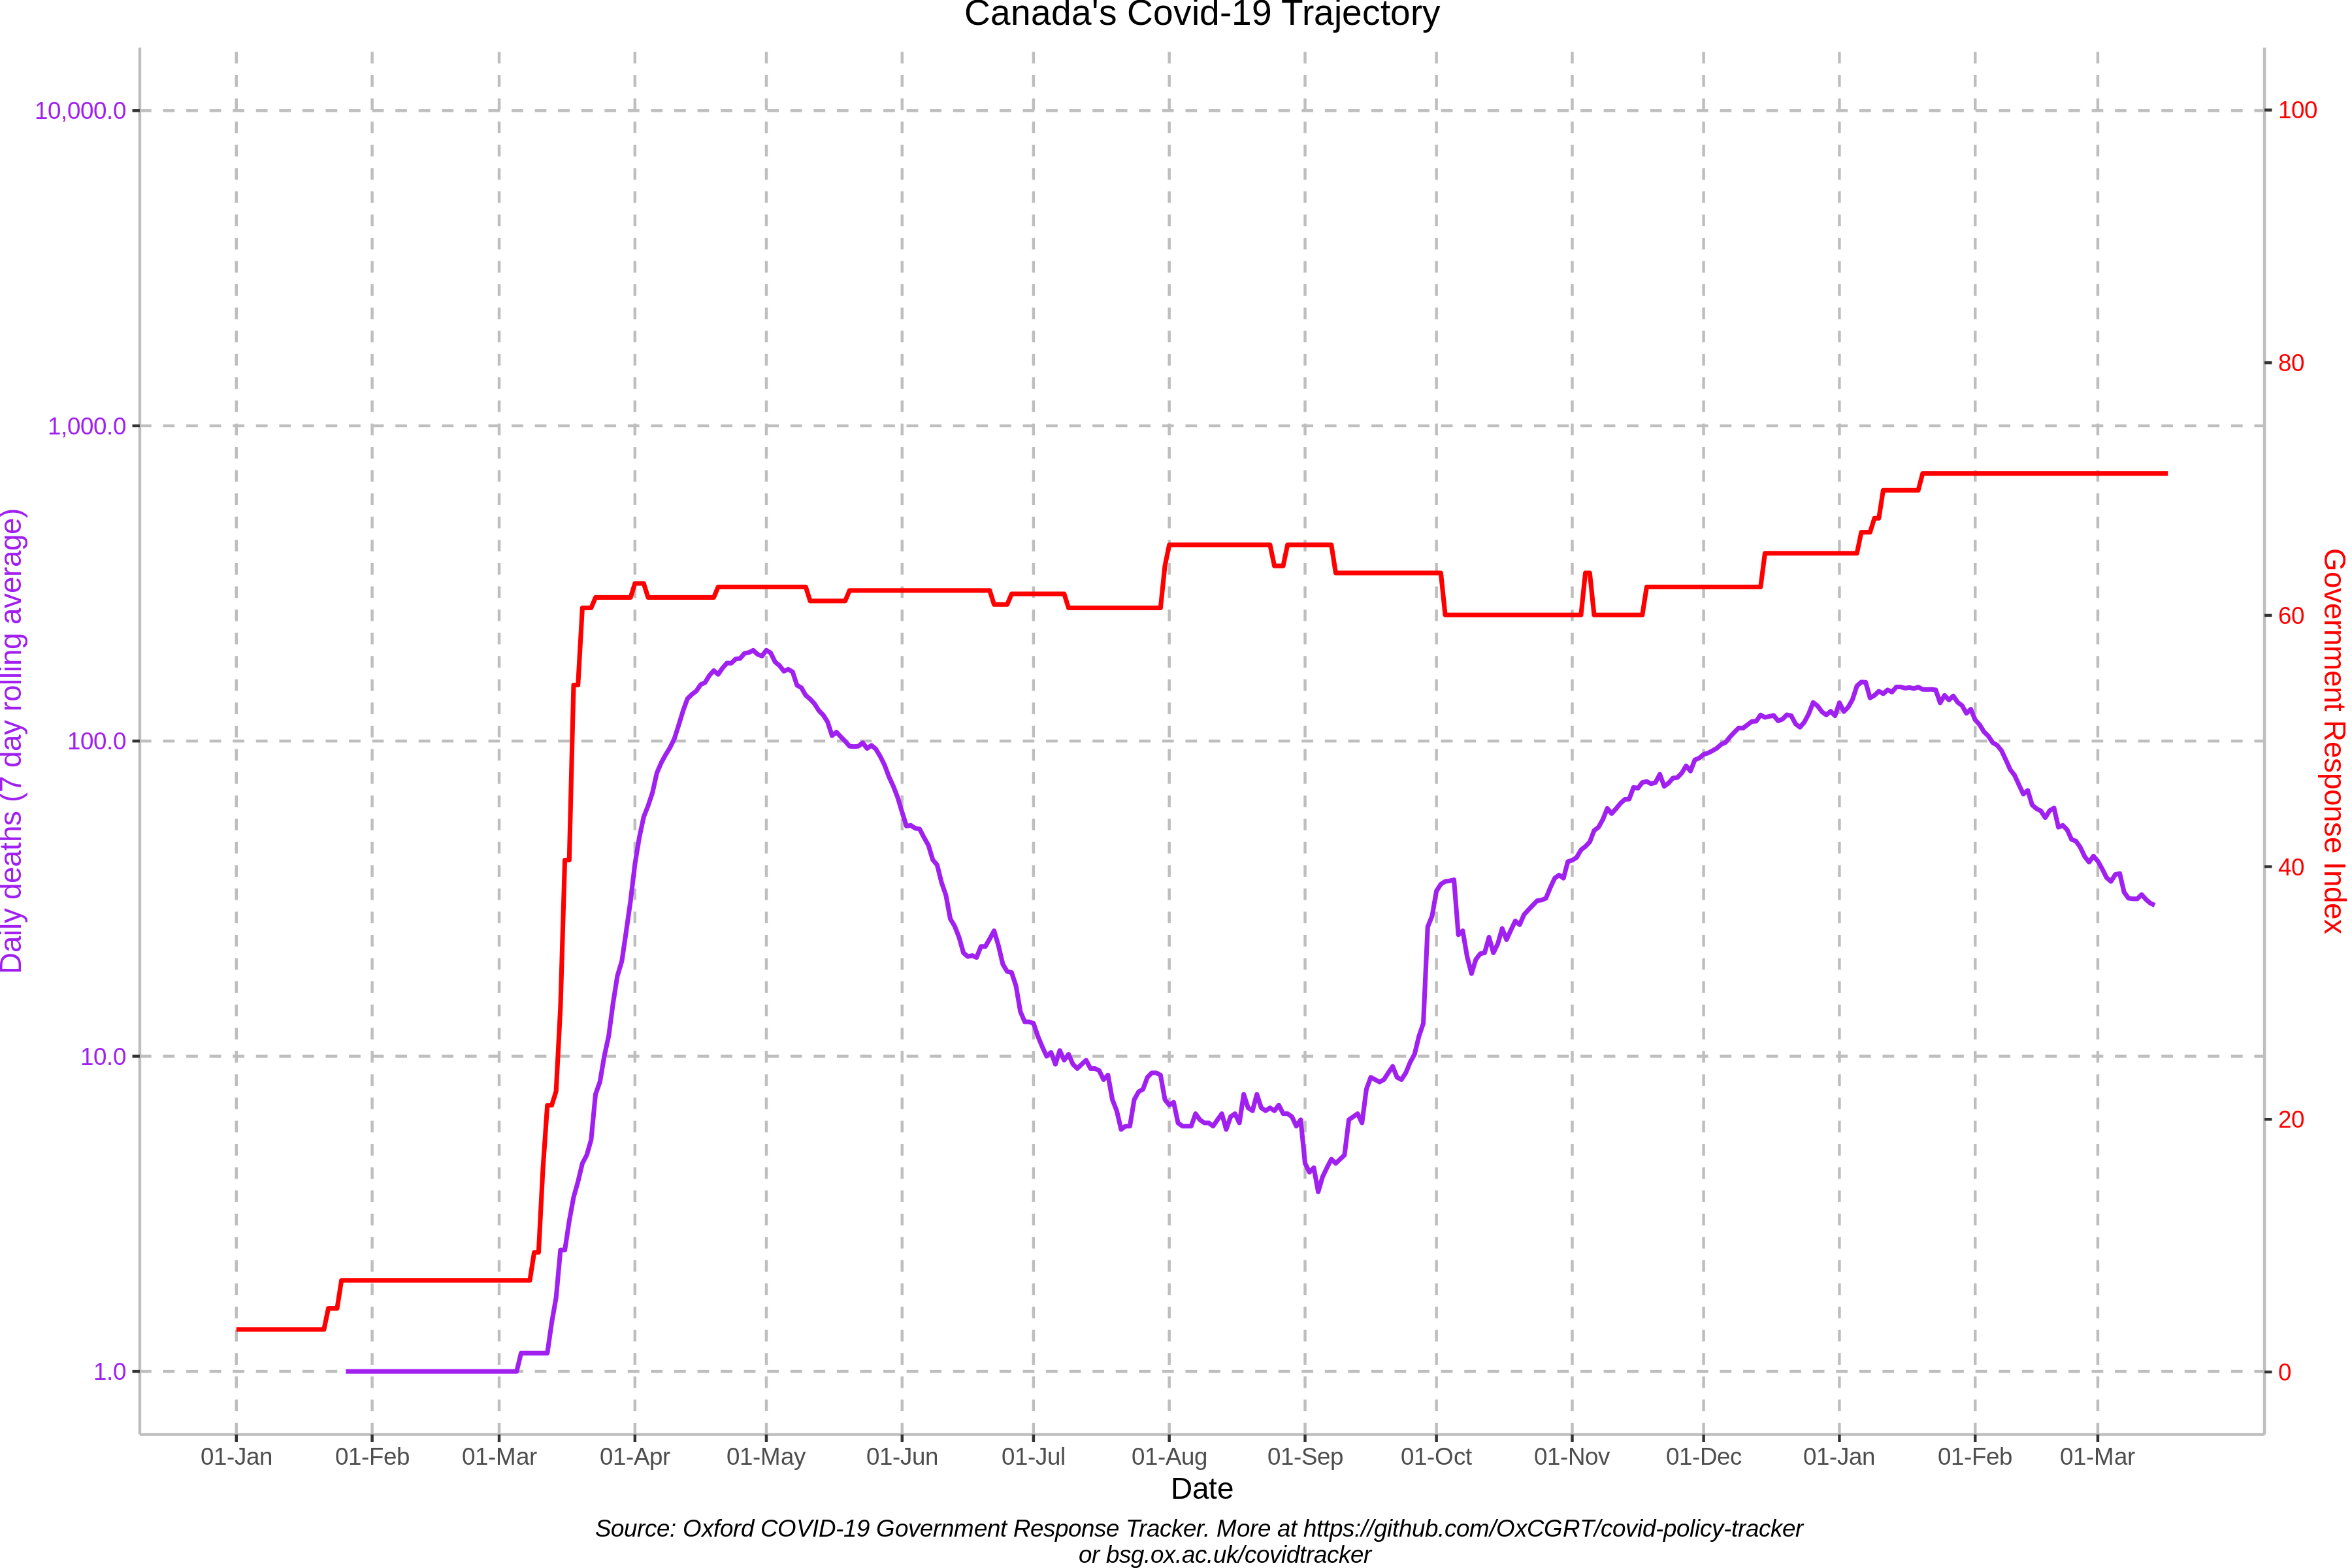 Canada's Covid-19 Trajectory
10,000.0
1,000.0
100.0
10.0
1.0
Daily deaths (7 day rolling average)
100
80
60
40
20
0
Government Response Index
01-Jan 01-Feb 01-Mar 01-Apr 01-May 01-Jun 01-Jul 01-Aug 01-Sep 01-Oct 01-Nov 01-Dec 01-Jan 01-Feb 01-Mar
Date
Source: Oxford COVID-19 Government Response Tracker. More at https://github.com/OxCGRT/covid-policy-tracker
or bsg.ox.ac.uk/covidtracker